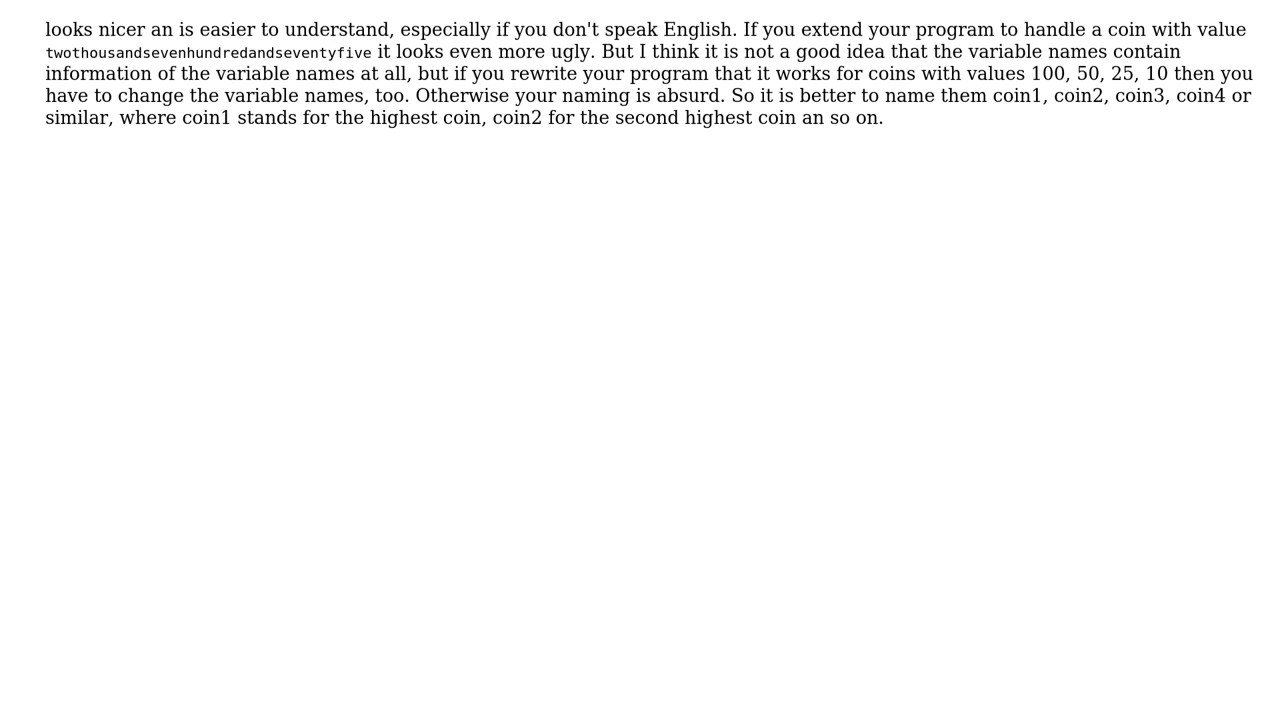 looks nicer an is easier to understand, especially if you don't speak English. If you extend your program to handle a coin with value
twothousandsevenhundredandseventyfive it looks even more ugly. But I think it is not a good idea that the variable names contain
information of the variable names at all, but if you rewrite your program that it works for coins with values 100, 50, 25, 10 then you
have to change the variable names, too. Otherwise your naming is absurd. So it is better to name them coin1, coin2, coin3, coin4 or
similar, where coin1 stands for the highest coin, coin2 for the second highest coin an so on.